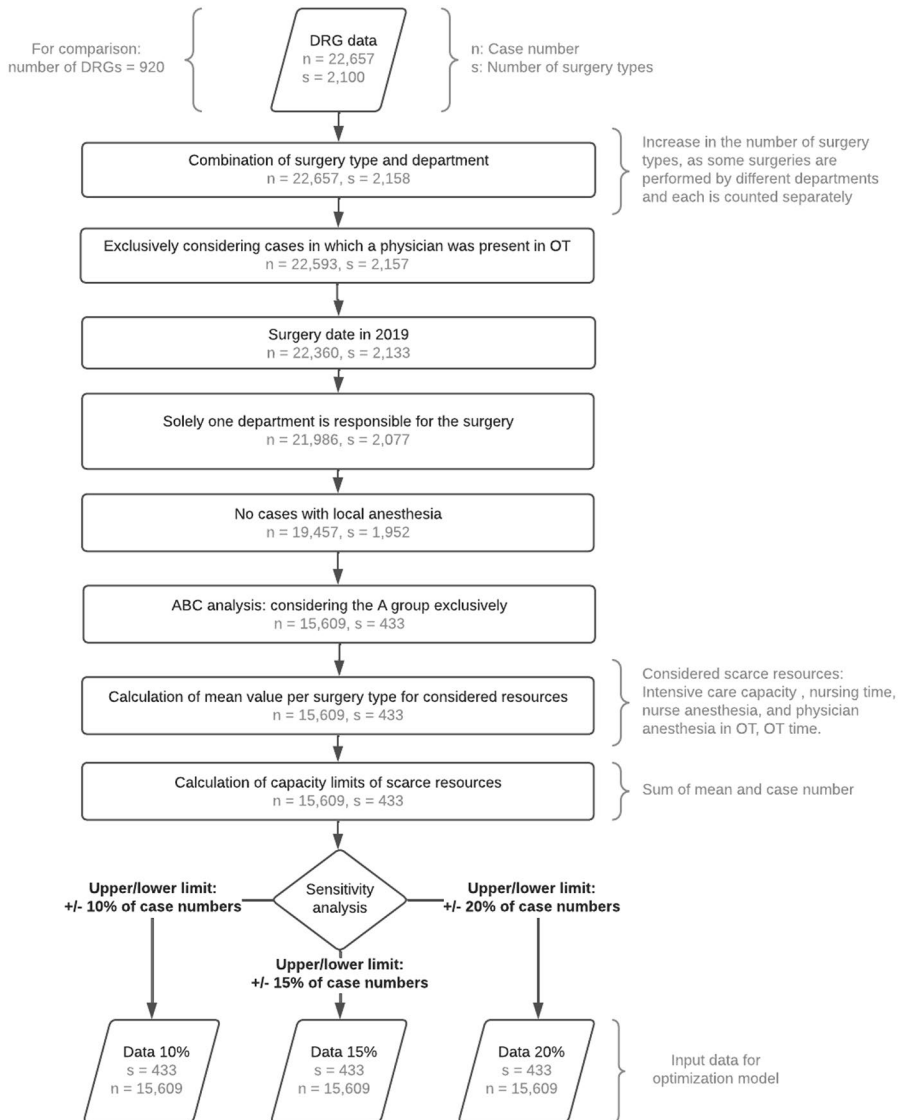 For comparison:
number of DRGs = 920
DRG data
n = 22,657
s = 2,100
n: Case number
s: Number of surgery types
Combination of surgery type and department
n = 22,657, s = 2,158
Increase in the number of surgery
types, as some surgeries are
performed by different departments
and each is counted separately
Exclusively considering cases in which a physician was present in OT
n = 22,593, s = 2,157
Surgery date in 2019
n = 22,360, s = 2,133
Solely one department is responsible for the surgery
n = 21,986, s = 2,077
No cases with local anesthesia
n = 19,457, s = 1,952
ABC analysis: considering the A group exclusively
n = 15,609, s = 433
Calculation of mean value per surgery type for considered resources
n = 15,609, s = 433
Considered scarce resources:
Intensive care capacity , nursing time,
nurse anesthesia, and physician
anesthesia in OT, OT time.
Calculation of capacity limits of scarce resources
n = 15,609, s = 433
Sum of mean and case number
Sensitivity
analysis
Upper/lower limit:
+/- 10% of case numbers
Upper/lower limit:
+/- 15% of case numbers
Upper/lower limit:
+/- 20% of case numbers
Data 10%
s = 433
n = 15,609
Data 15%
s = 433
n = 15,609
Data 20%
s = 433
n = 15,609
Input data for
optimization model